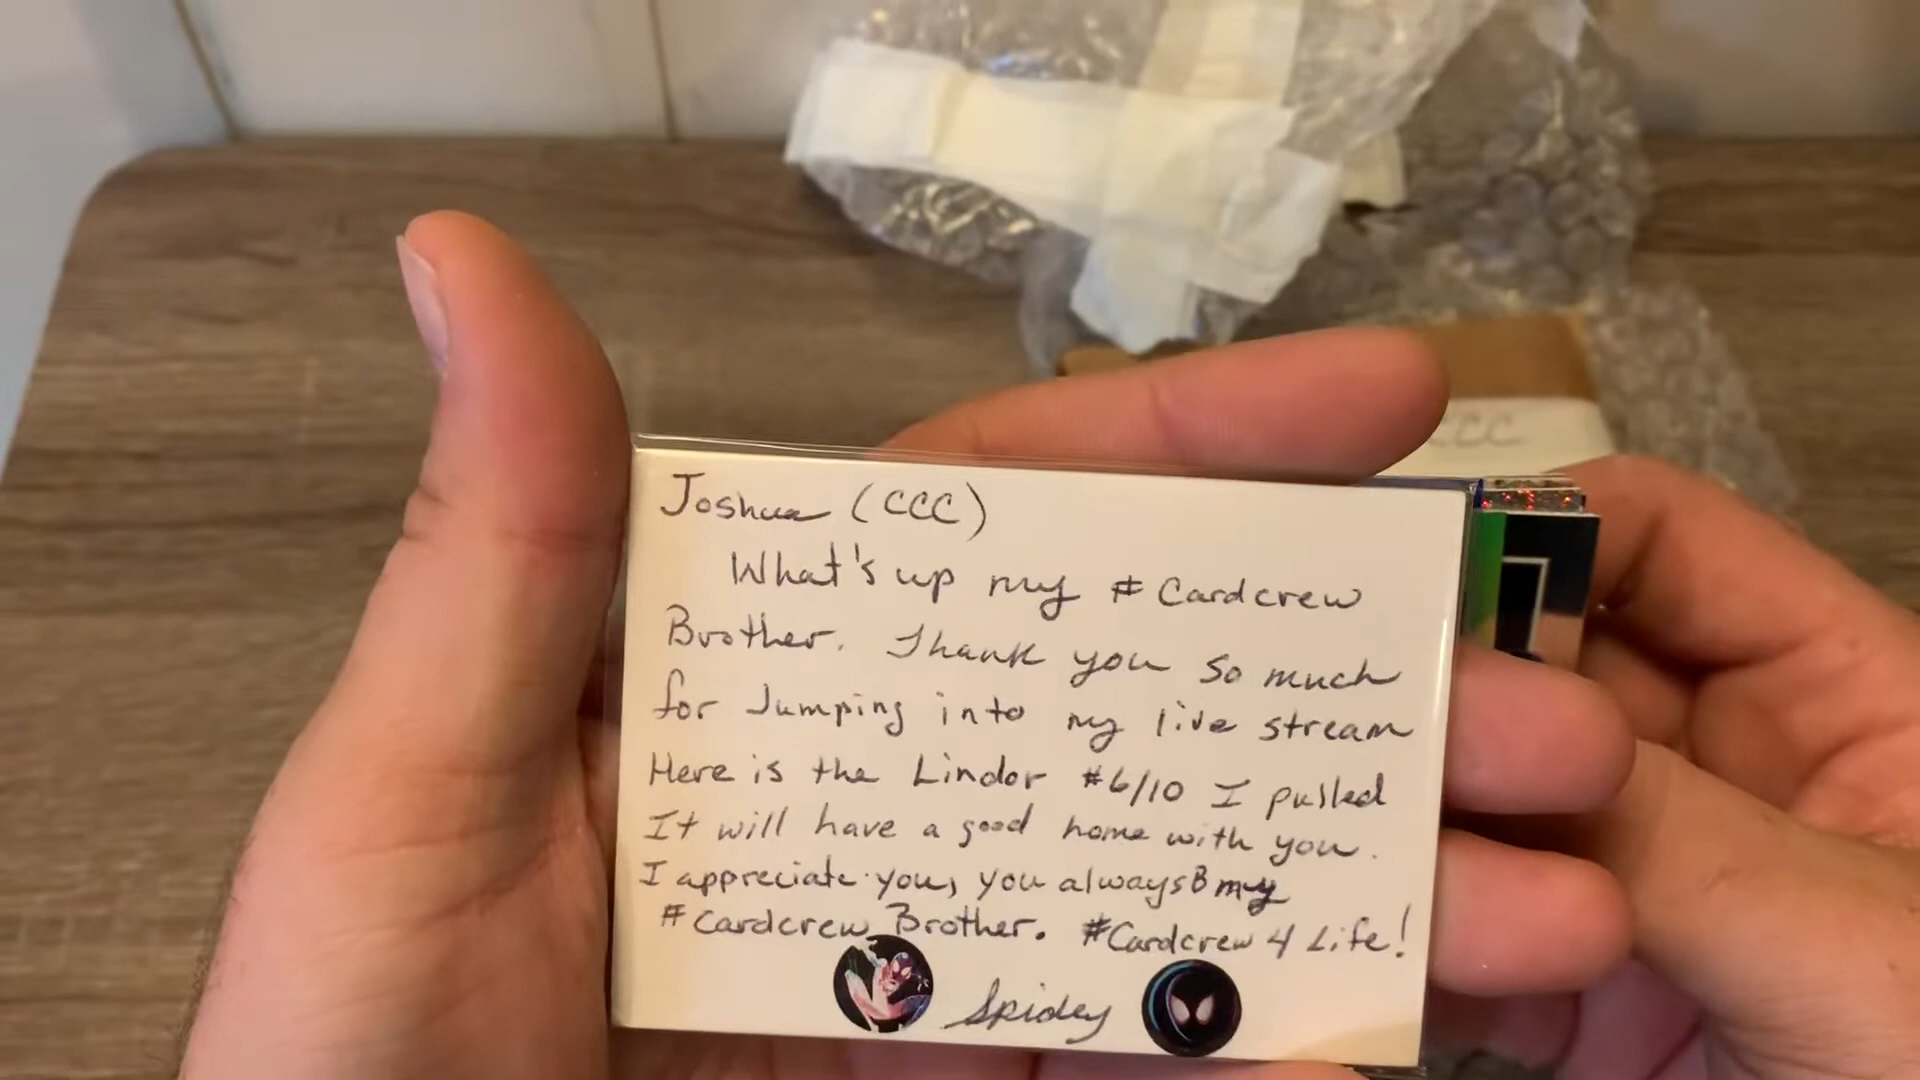 CCC
Joshua (CCC)
What's up my #Cardcrew
Brother. Thank you so much
for Jumping into my live stream
Here is the Lindor #6/10 I pulled
It will have a good home with you.
I appreciate you, you always B my
#Cardcrew Brother. #Cardcrew 4 Life!
Spidey